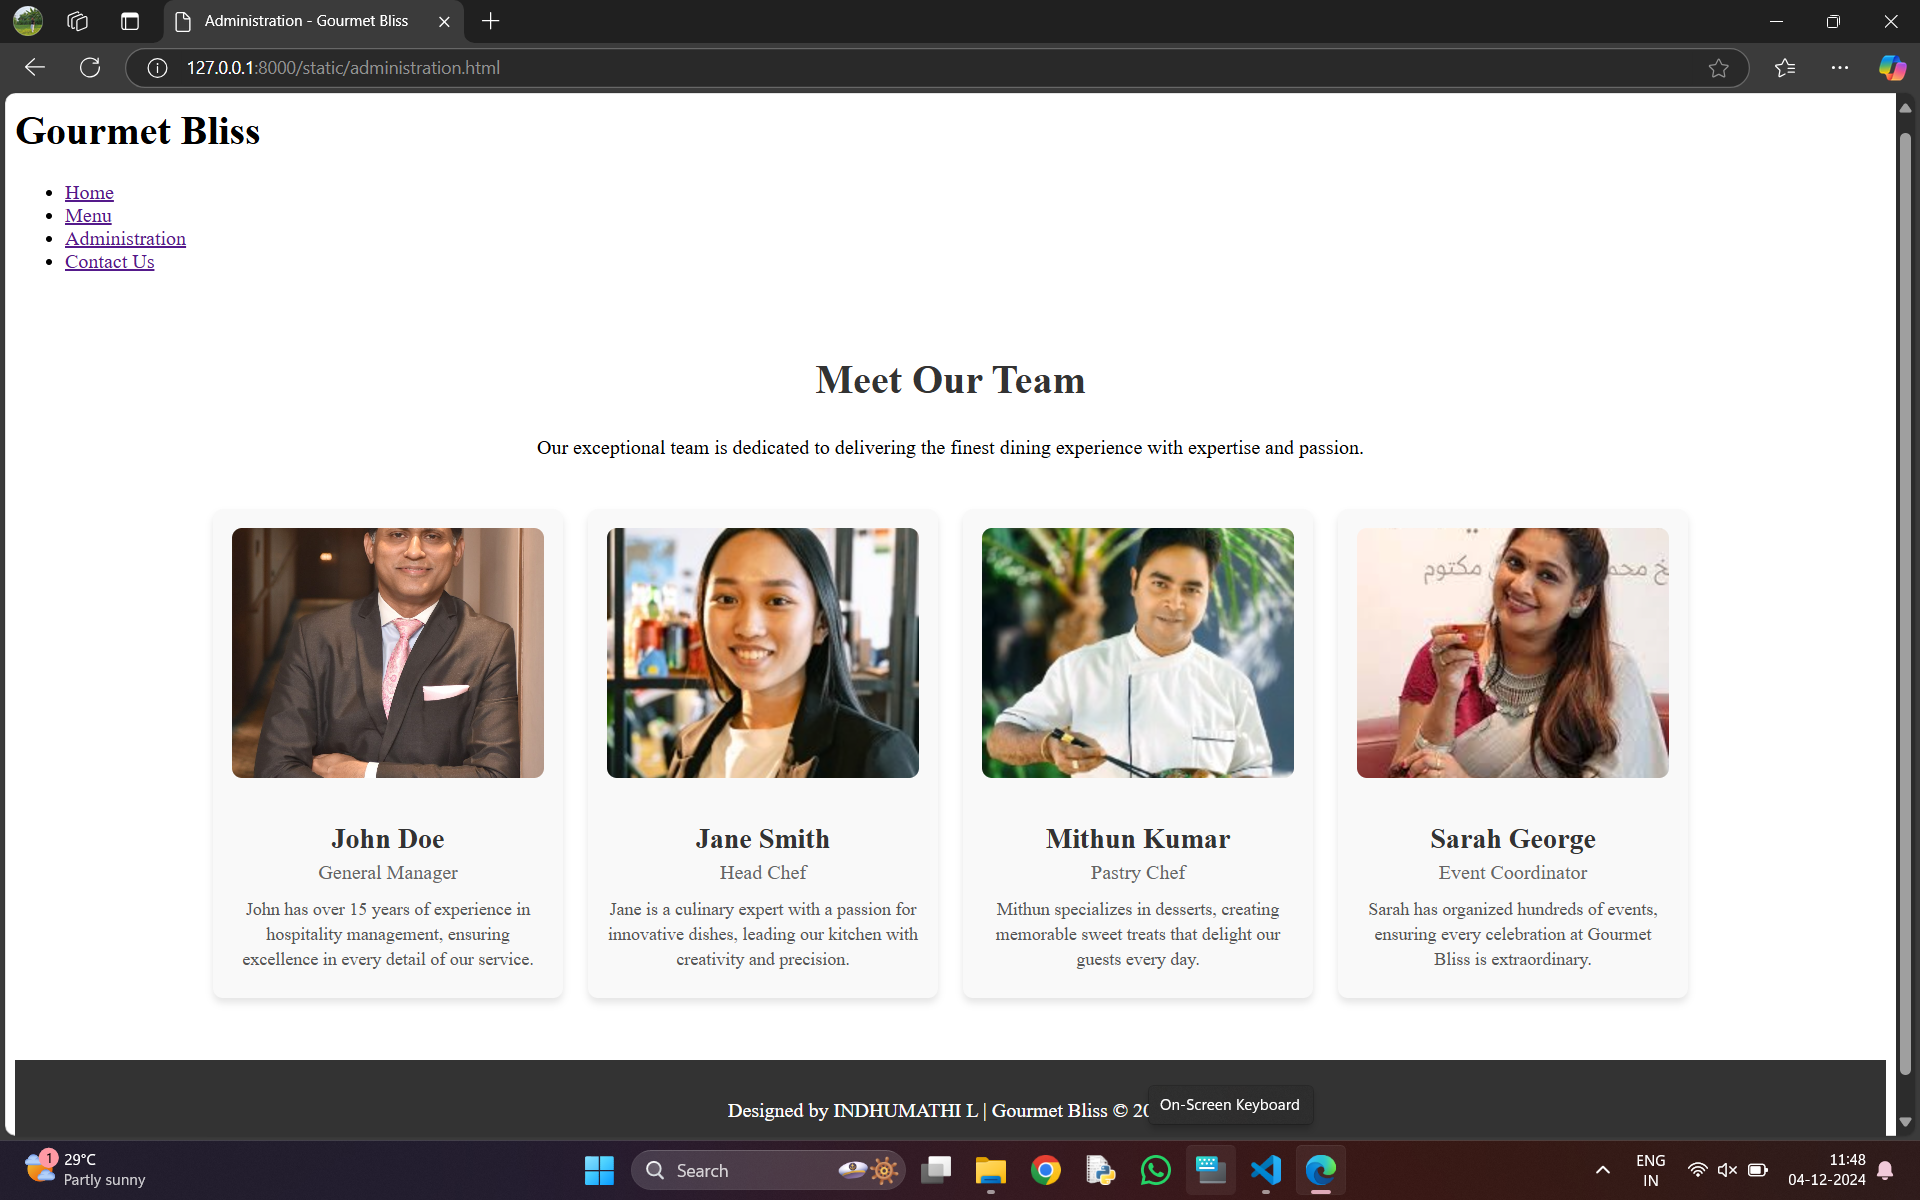 Administration - Gourmet Bliss
127.0.0.1:8000/static/administration.html
Gourmet Bliss
Home
Menu
Administration
Contact Us
Meet Our Team
Our exceptional team is dedicated to delivering the finest dining experience with expertise and passion.
مكتوم
John Doe
General Manager
John has over 15 years of experience in
hospitality management, ensuring
excellence in every detail of our service.
Jane Smith
Head Chef
Jane is a culinary expert with a passion for
innovative dishes, leading our kitchen with
creativity and precision.
Mithun Kumar
Pastry Chef
Mithun specializes in desserts, creating
memorable sweet treats that delight our
guests every day.
Sarah George
Event Coordinator
Sarah has organized hundreds of events,
ensuring every celebration at Gourmet
Bliss is extraordinary.
Designed by INDHUMATHI L | Gourmet Bliss © 20
On-Screen Keyboard
1
29°C
Partly sunny
Search
ENG
IN
11:48
04-12-2024